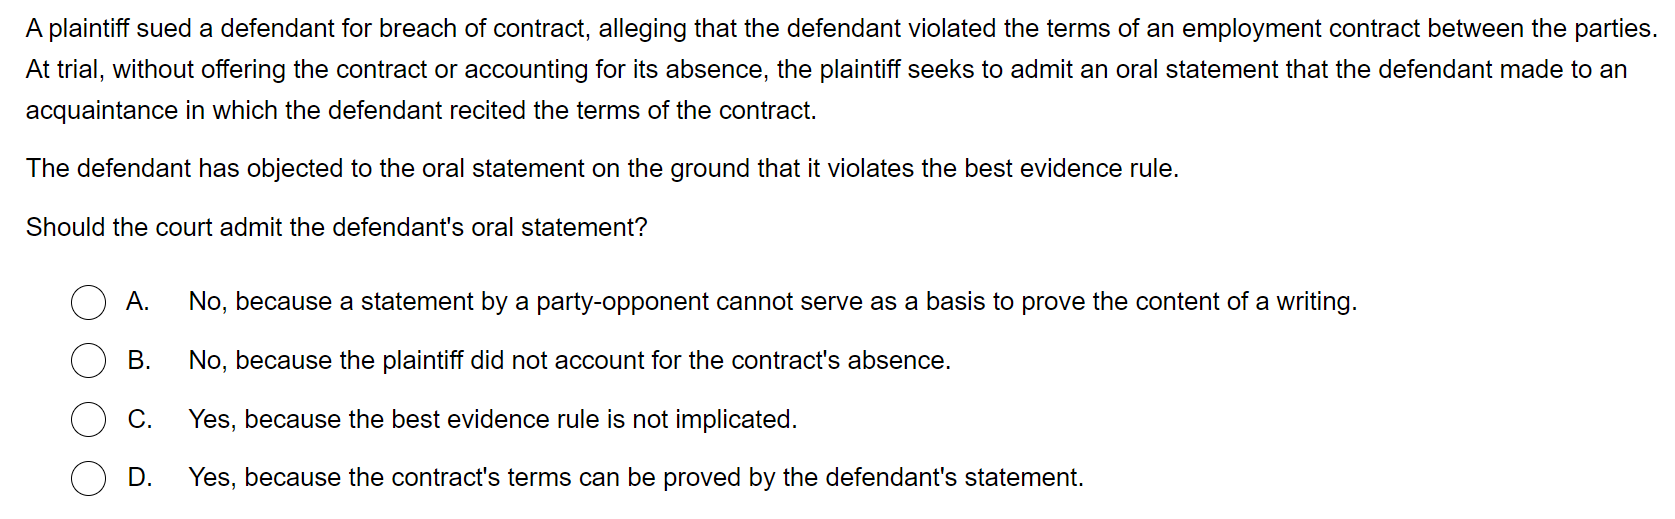 A plaintiff sued a defendant for breach of contract, alleging that the defendant violated the terms of an employment contract between the parties.
At trial, without offering the contract or accounting for its absence, the plaintiff seeks to admit an oral statement that the defendant made to an
acquaintance in which the defendant recited the terms of the contract.
The defendant has objected to the oral statement on the ground that it violates the best evidence rule.
Should the court admit the defendant's oral statement?
A. No, because a statement by a party-opponent cannot serve as a basis to prove the content of a writing.
B. No, because the plaintiff did not account for the contract's absence.
C. Yes, because the best evidence rule is not implicated.
D. Yes, because the contract's terms can be proved by the defendant's statement.